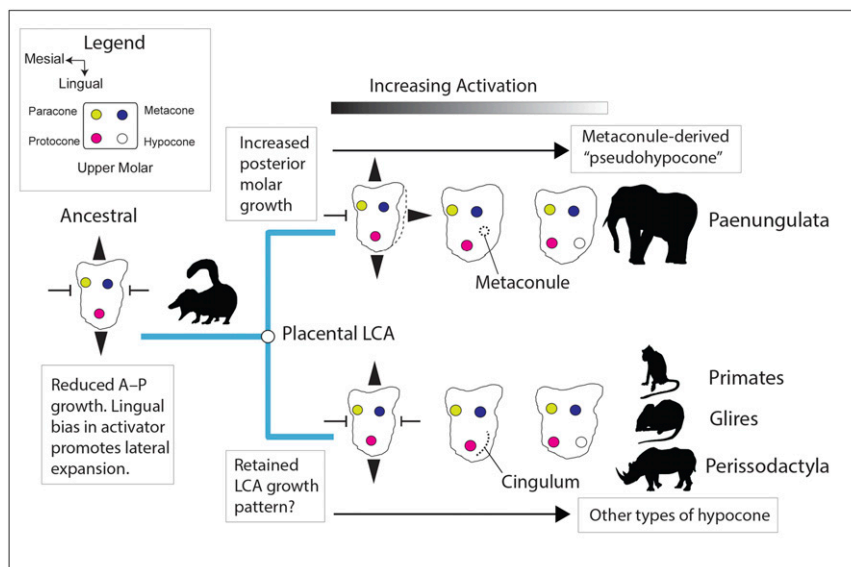 Legend
Mesial
Lingual
Paracone
Metacone
Protocone
Hypocone
Upper Molar
Increasing Activation
Increased
posterior
molar
growth
Metaconule-derived
“pseudohypocone”
Ancestral
Paenungulata
Metaconule
Placental LCA
Reduced A–P
growth. Lingual
bias in activator
promotes lateral
expansion.
Primates
Glires
Perissodactyla
Cingulum
Retained
LCA growth
pattern?
Other types of hypocone